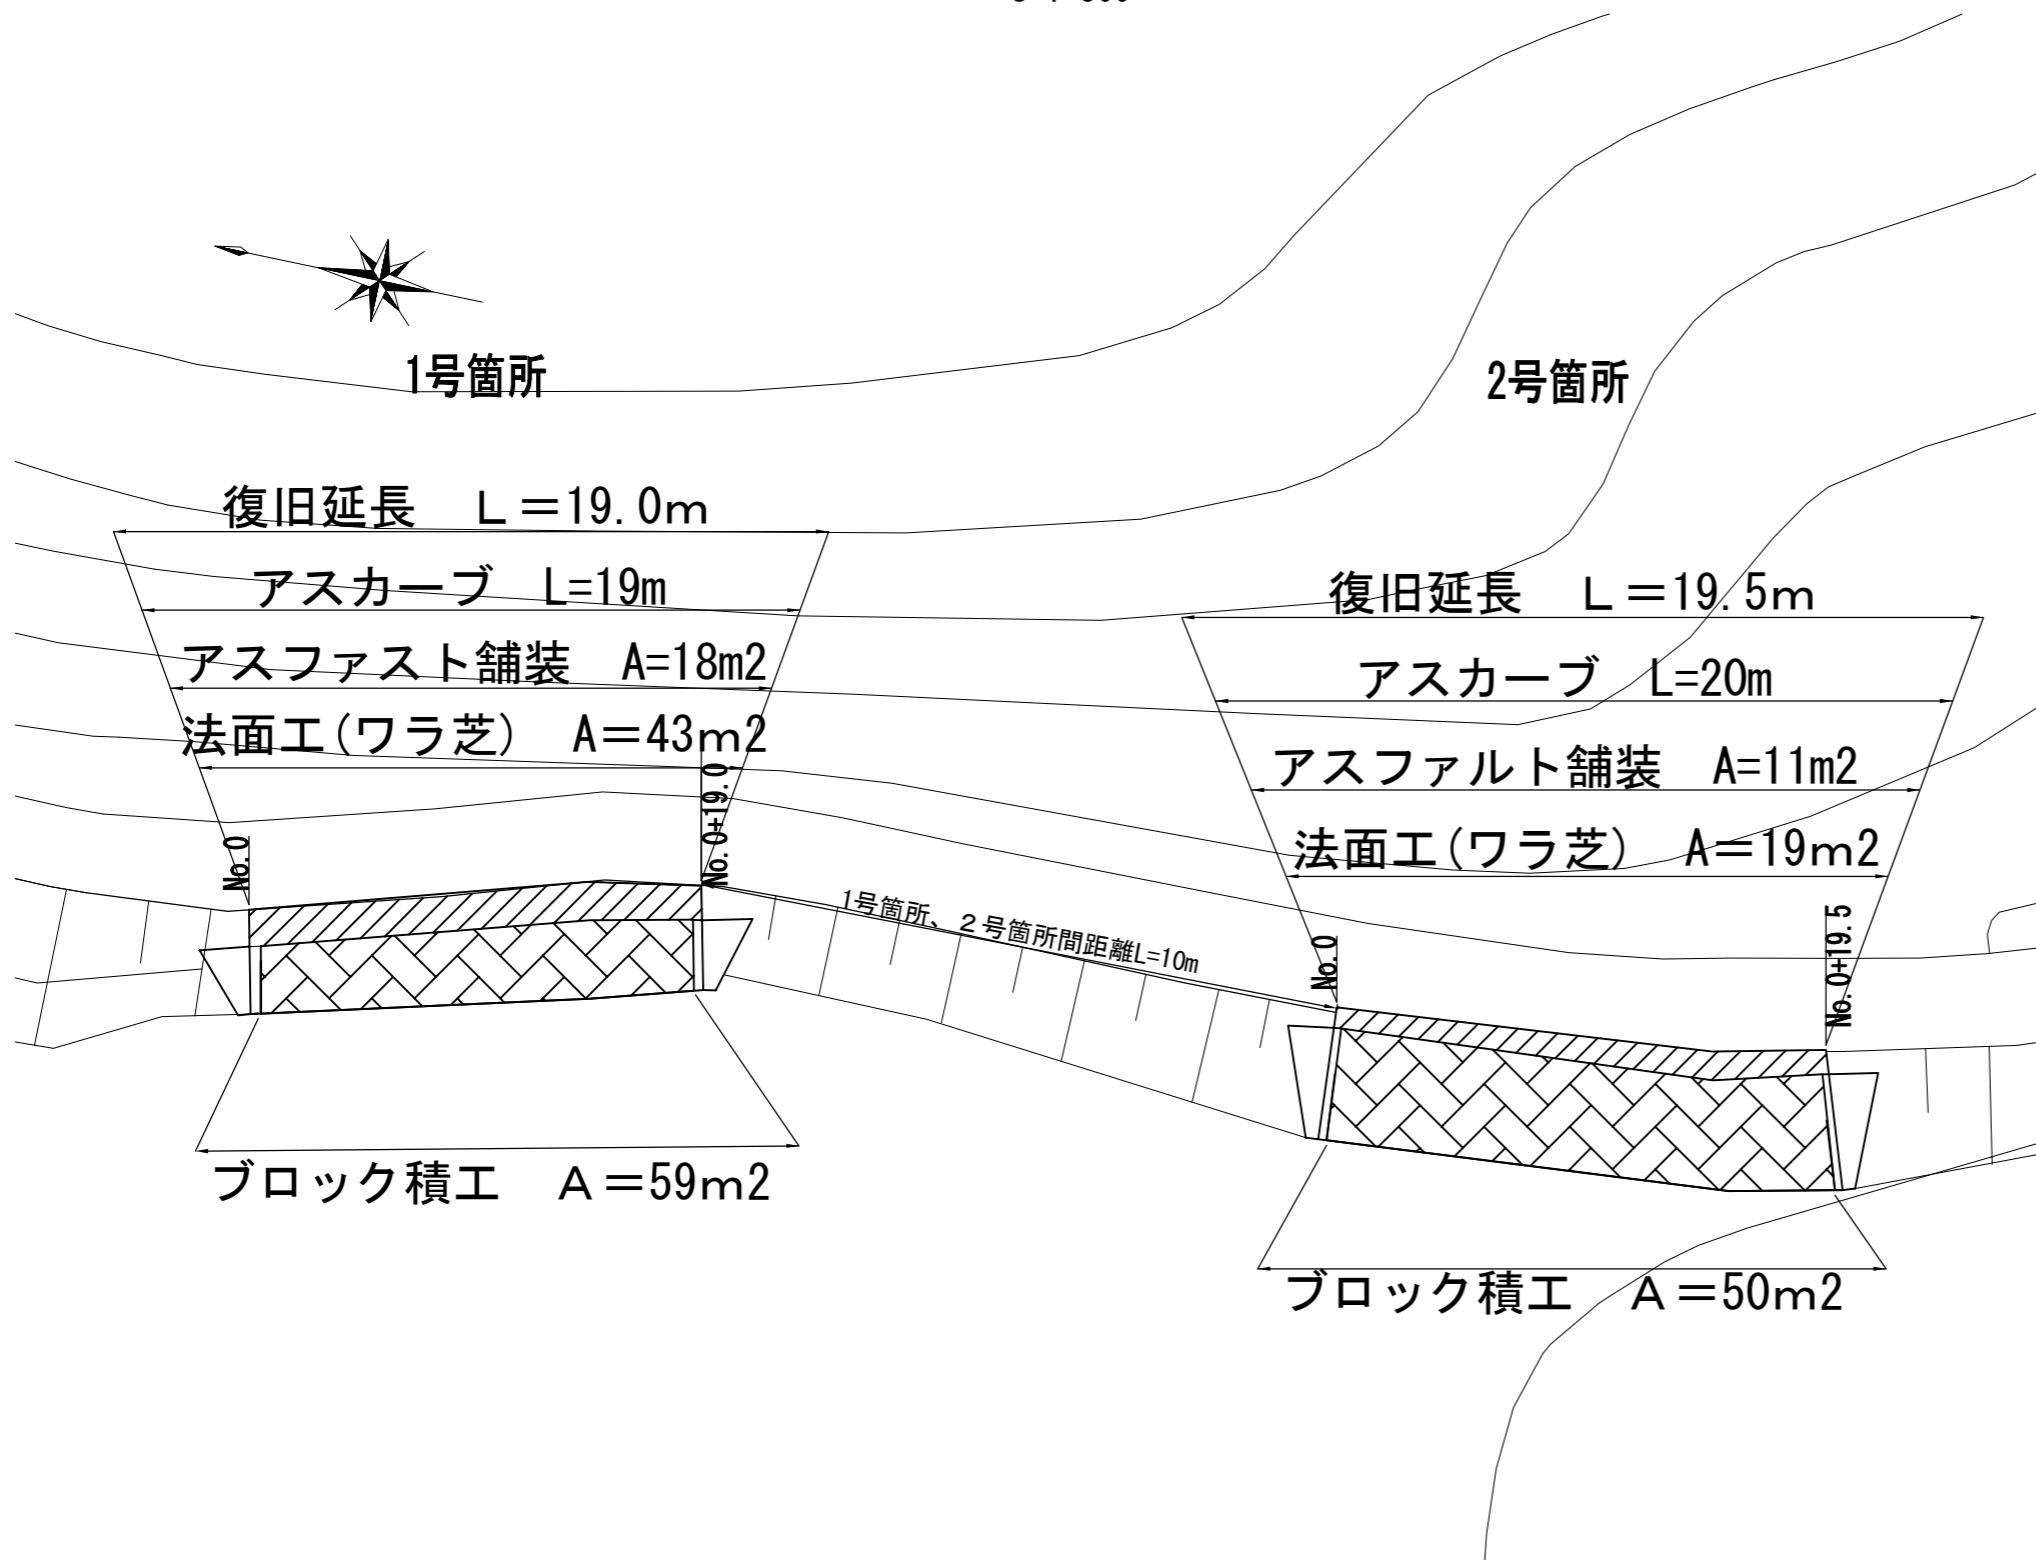 1号箇所
復旧延長　Ｌ＝19.0ｍ
アスカーブ　L=19m
アスファスト舗装　A=18m2
法面工(ワラ芝)　A＝43ｍ2
No.0
No.0+19.0
ブロック積工　Ａ＝59ｍ2
1号箇所、２号箇所間距離L=10m
2号箇所
復旧延長　Ｌ＝19.5ｍ
アスカーブ　L=20m
アスファルト舗装　A=11m2
法面工(ワラ芝)　A＝19ｍ2
No.0
No.0+19.5
ブロック積工　Ａ＝50ｍ2